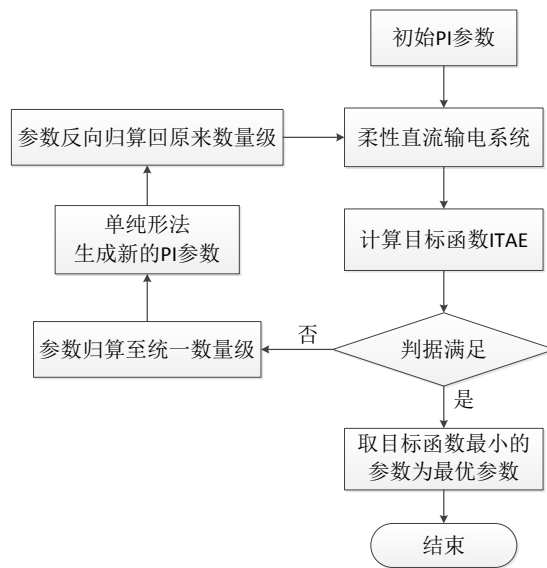 初始PI参数
参数反向归算回原来数量级
柔性直流输电系统
单纯形法
生成新的PI参数
计算目标函数ITAE
参数归算至统一数量级
否
判据满足
是
取目标函数最小的
参数为最优参数
结束